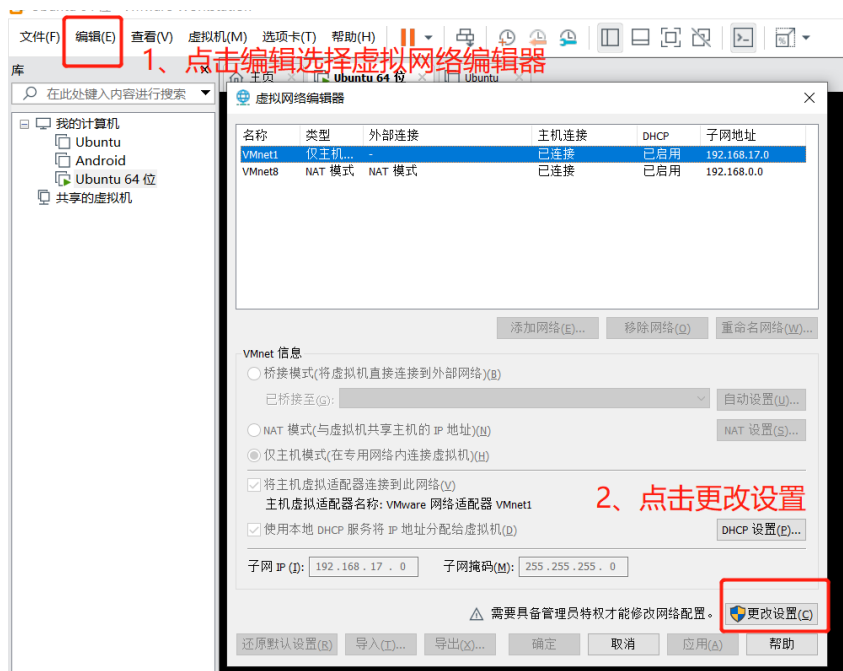 文件(F) 编辑(E) 查看(V) 虚拟机(M) 选项卡(T) 帮助(H)
1、点击编辑选择虚拟网络编辑器
库
主页 Ubuntu 64 位 Ubuntu
在此处键入内容进行搜索
我的计算机
Ubuntu
Android
Ubuntu 64 位
共享的虚拟机
虚拟网络编辑器
名称 类型 外部连接 主机连接 DHCP 子网地址
VMnet1 仅主机... - 已连接 已启用 192.168.17.0
VMnet8 NAT 模式 NAT 模式 已连接 已启用 192.168.0.0
添加网络(E)... 移除网络(O) 重命名网络(W)...
VMnet 信息
桥接模式(将虚拟机直接连接到外部网络)(B)
已桥接至(G): 自动设置(U)...
NAT 模式(与虚拟机共享主机的 IP 地址)(N) NAT 设置(S)...
仅主机模式(在专用网络内连接虚拟机)(H)
将主机虚拟适配器连接到此网络(V)
主机虚拟适配器名称: VMware 网络适配器 VMnet1
2、点击更改设置
使用本地 DHCP 服务将 IP 地址分配给虚拟机(D) DHCP 设置(P)...
子网 IP (I): 192.168. 17 . 0 子网掩码(M): 255.255.255. 0
需要具备管理员特权才能修改网络配置。 更改设置(C)
还原默认设置(R) 导入(T)... 导出(X)... 确定 取消 应用(A) 帮助